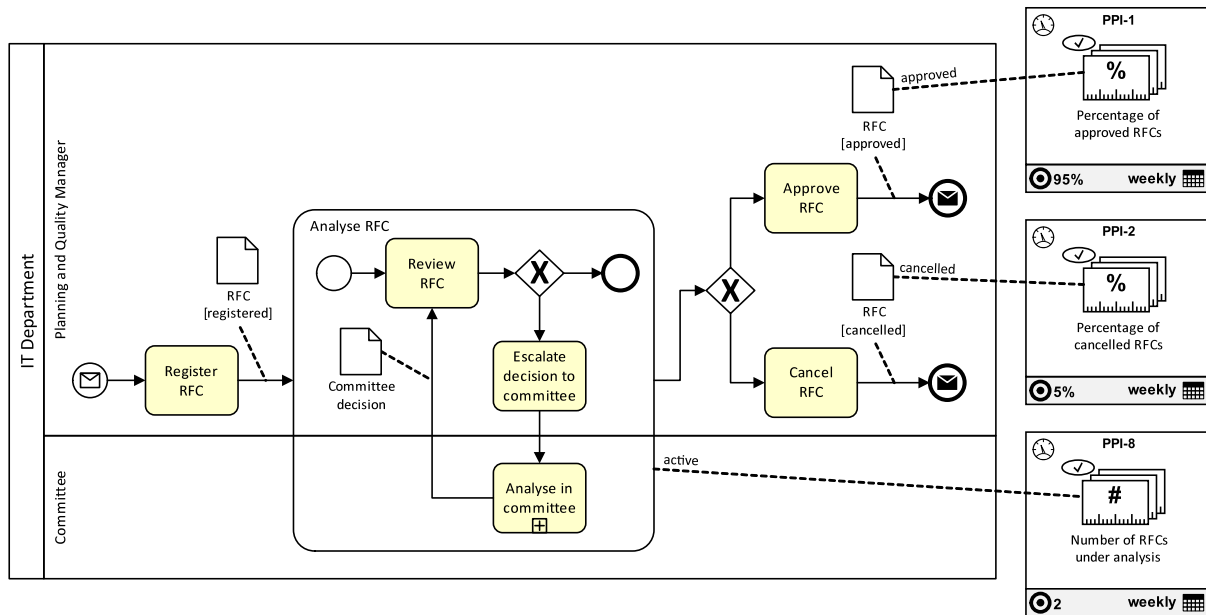 IT Department
Planning and Quality Manager
Committee
Register
RFC
RFC
[registered]
Analyse RFC
Review
RFC
X
Committee
decision
Escalate
decision to
committee
Analyse in
committee
X
Approve
RFC
RFC
[approved]
approved
Cancel
RFC
RFC
[cancelled]
cancelled
active
PPI-1
%
Percentage of
approved RFCs
95% weekly
PPI-2
%
Percentage of
cancelled RFCs
5% weekly
PPI-8
#
Number of RFCs
under analysis
2 weekly